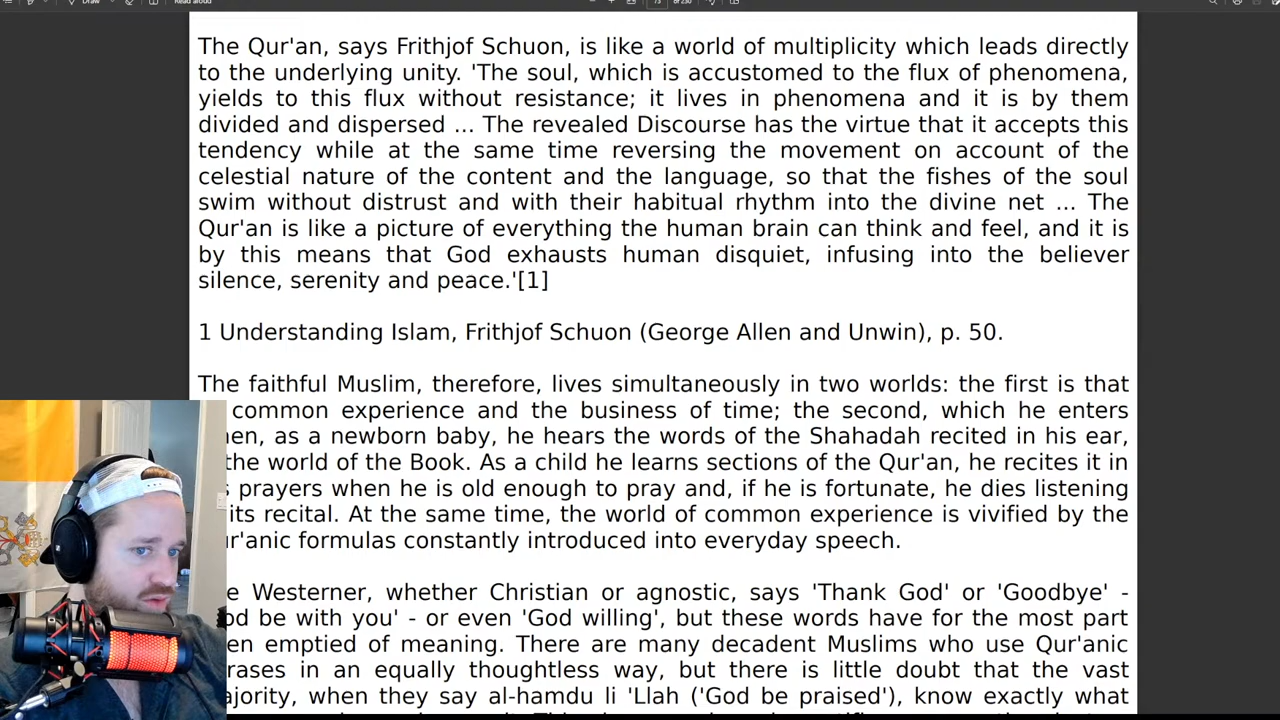 Draw
Read aloud
73
of 230
The Qur'an, says Frithjof Schuon, is like a world of multiplicity which leads directly
to the underlying unity. 'The soul, which is accustomed to the flux of phenomena,
yields to this flux without resistance; it lives in phenomena and it is by them
divided and dispersed ... The revealed Discourse has the virtue that it accepts this
tendency while at the same time reversing the movement on account of the
celestial nature of the content and the language, so that the fishes of the soul
swim without distrust and with their habitual rhythm into the divine net ... The
Qur'an is like a picture of everything the human brain can think and feel, and it is
by this means that God exhausts human disquiet, infusing into the believer
silence, serenity and peace.'[1]
1 Understanding Islam, Frithjof Schuon (George Allen and Unwin), p. 50.
The faithful Muslim, therefore, lives simultaneously in two worlds: the first is that
common experience and the business of time; the second, which he enters
hen, as a newborn baby, he hears the words of the Shahadah recited in his ear,
the world of the Book. As a child he learns sections of the Qur'an, he recites it in
s prayers when he is old enough to pray and, if he is fortunate, he dies listening
its recital. At the same time, the world of common experience is vivified by the
ur'anic formulas constantly introduced into everyday speech.
e Westerner, whether Christian or agnostic, says 'Thank God' or 'Goodbye' -
od be with you' - or even 'God willing', but these words have for the most part
en emptied of meaning. There are many decadent Muslims who use Qur'anic
rases in an equally thoughtless way, but there is little doubt that the vast
ajority, when they say al-hamdu li 'Llah ('God be praised'), know exactly what